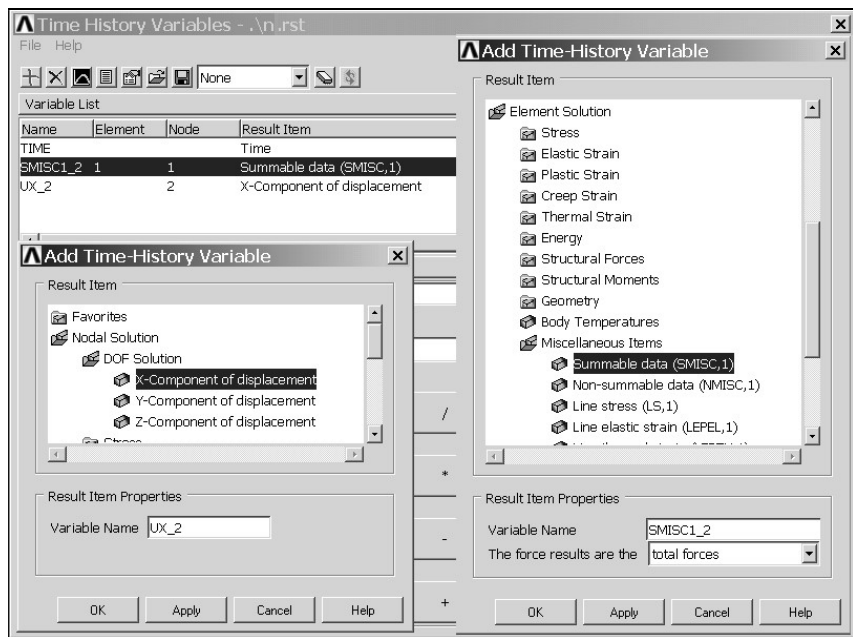 Time History Variables - .\n.rst
File Help
None
Variable List
Name Element Node Result Item
TIME Time
SMISC1_2 1 1 Summable data (SMISC,1)
UX_2 2 X-Component of displacement
/
*
-
+
Add Time-History Variable
Result Item
Favorites
Nodal Solution
DOF Solution
X-Component of displacement
Y-Component of displacement
Z-Component of displacement
Stress
Result Item Properties
Variable Name UX_2
OK Apply Cancel Help
Add Time-History Variable
Result Item
Element Solution
Stress
Elastic Strain
Plastic Strain
Creep Strain
Thermal Strain
Energy
Structural Forces
Structural Moments
Geometry
Body Temperatures
Miscellaneous Items
Summable data (SMISC,1)
Non-summable data (NMISC,1)
Line stress (LS,1)
Line elastic strain (LEPEL,1)
Result Item Properties
Variable Name SMISC1_2
The force results are the total forces
OK Apply Cancel Help